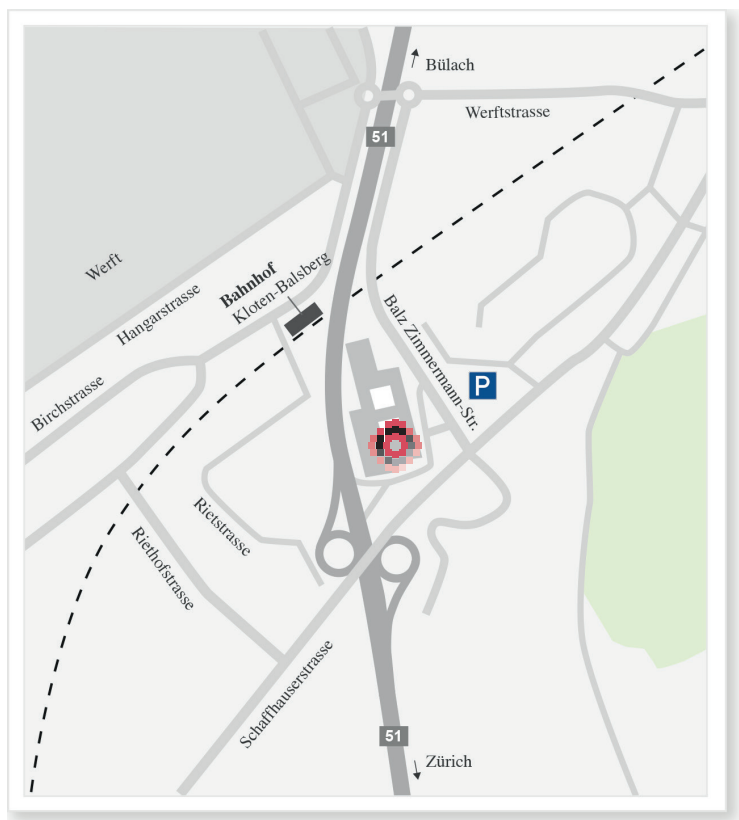 Bülach
Werftstrasse
51
Werft
Hangarstrasse
Bahnhof
Kloten-Balsberg
Birchstrasse
Balz Zimmermann-Str.
P
Rietstrasse
Riethofstrasse
Schaffhauserstrasse
51
Zürich